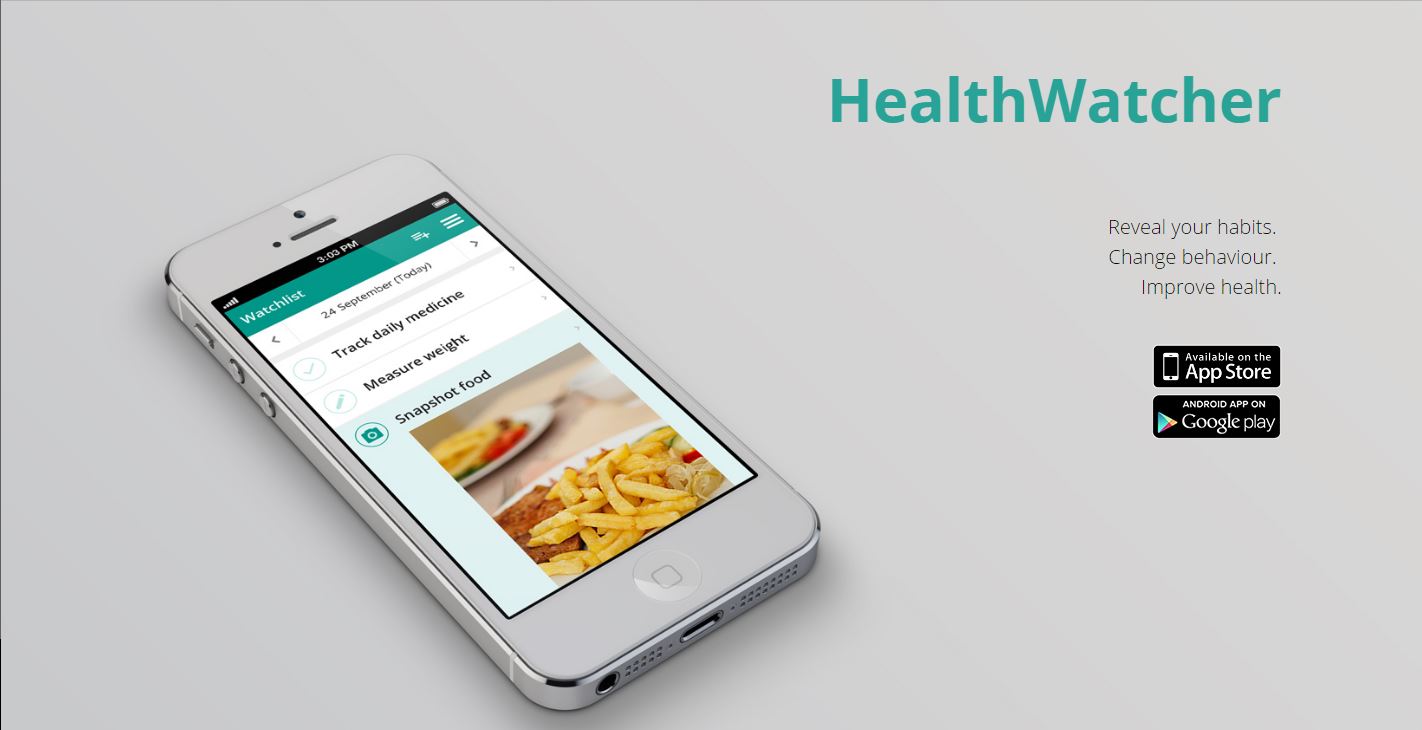 HealthWatcher
Reveal your habits.
Change behaviour.
Improve health.
Available on the
App Store
ANDROID APP ON
Google play
3:03 PM
Watchlist
24 September (Today)
Track daily medicine
Measure weight
Snapshot food